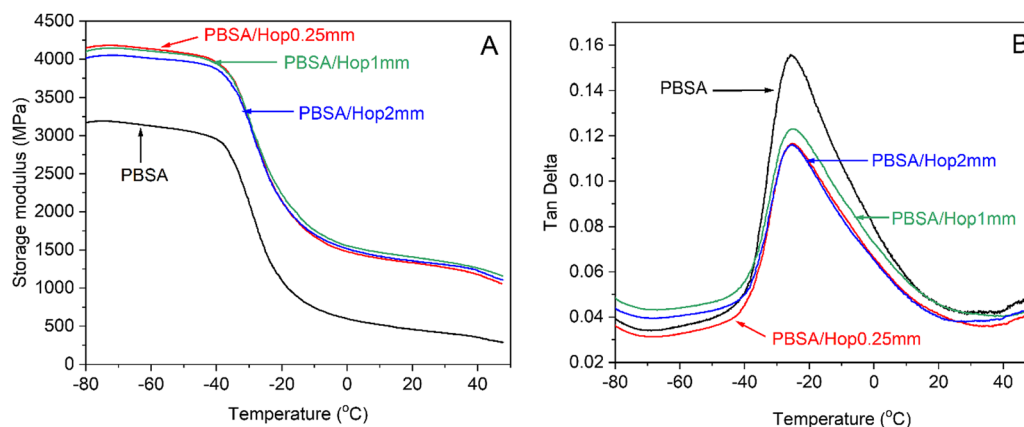 A
Storage modulus (MPa)
4500
4000
3500
3000
2500
2000
1500
1000
500
0
PBSA/Hop0.25mm
PBSA/Hop1mm
PBSA/Hop2mm
PBSA
-80 -60 -40 -20 0 20 40
Temperature (°C)
B
Tan Delta
0.16
0.14
0.12
0.10
0.08
0.06
0.04
0.02
PBSA
PBSA/Hop2mm
PBSA/Hop1mm
PBSA/Hop0.25mm
-80 -60 -40 -20 0 20 40
Temperature (°C)